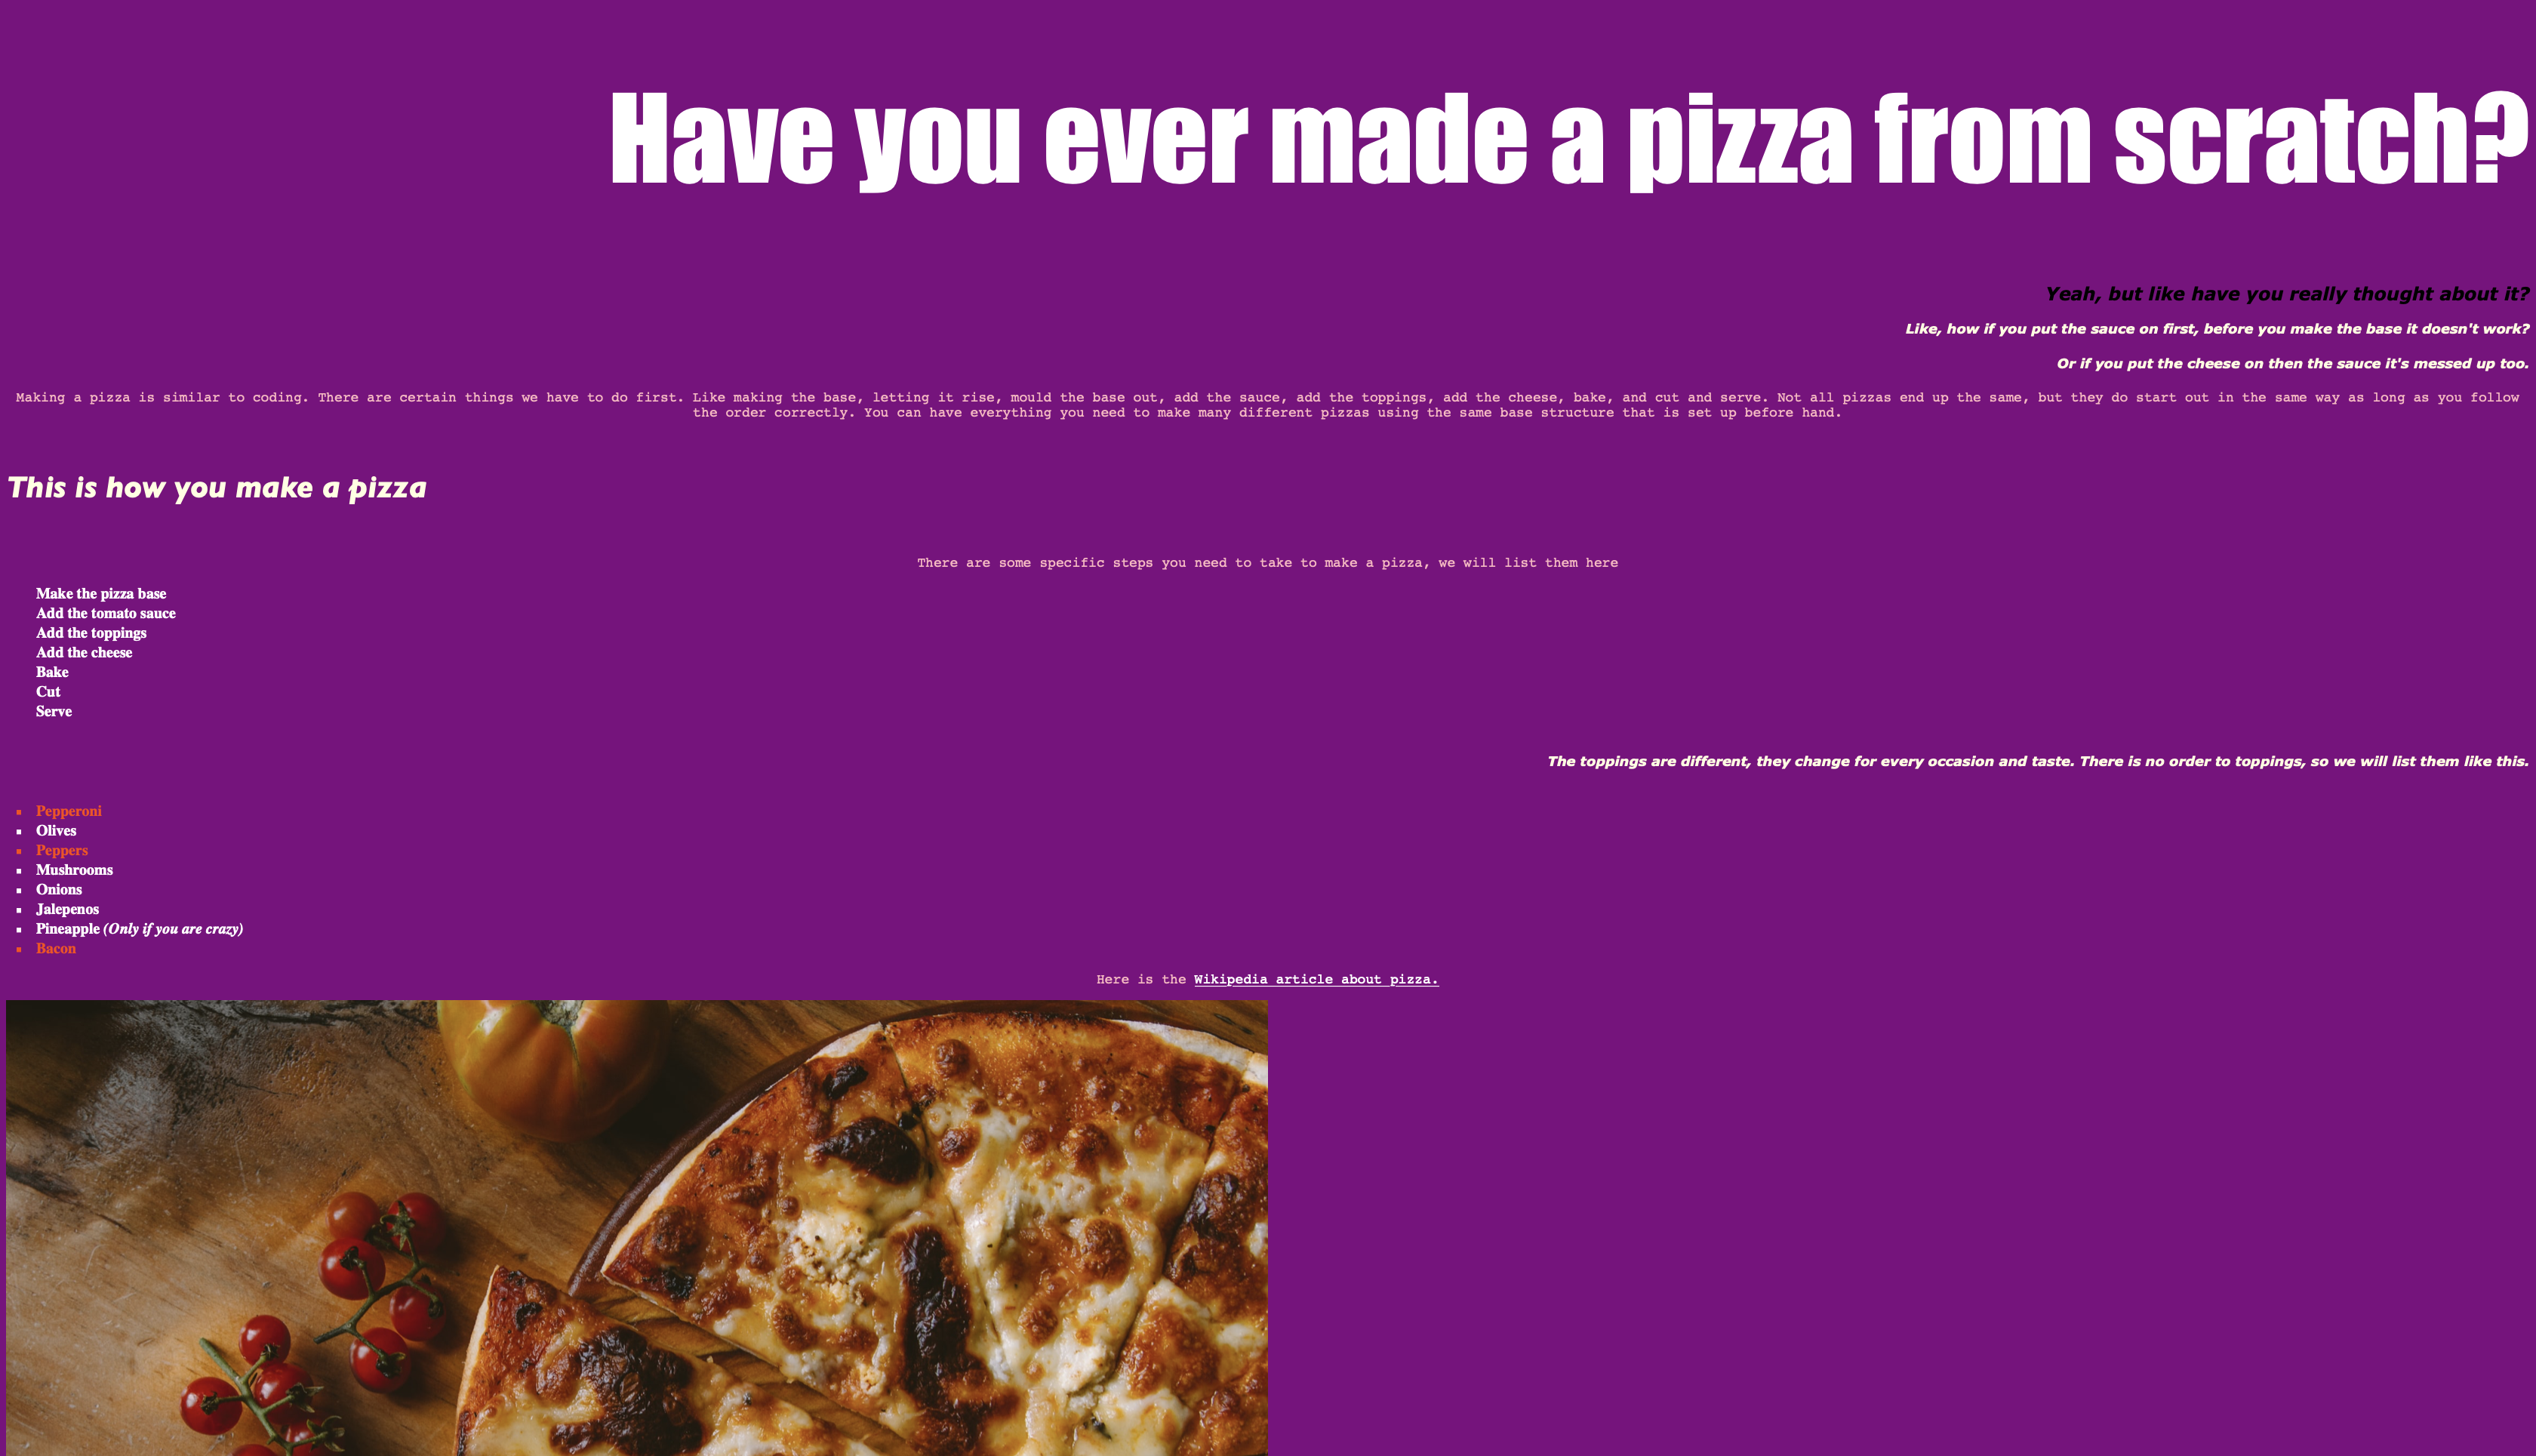 Have you ever made a pizza from scratch?
Yeah, but like have you really thought about it?
Like, how if you put the sauce on first, before you make the base it doesn't work?
Or if you put the cheese on then the sauce it's messed up too.
Making a pizza is similar to coding. There are certain things we have to do first. Like making the base, letting it rise, mould the base out, add the sauce, add the toppings, add the cheese, bake, and cut and serve. Not all pizzas end up the same, but they do start out in the same way as long as you follow
the order correctly. You can have everything you need to make many different pizzas using the same base structure that is set up before hand.
This is how you make a pizza
There are some specific steps you need to take to make a pizza, we will list them here
Make the pizza base
Add the tomato sauce
Add the toppings
Add the cheese
Bake
Cut
Serve
The toppings are different, they change for every occasion and taste. There is no order to toppings, so we will list them like this.
Pepperoni
Olives
Peppers
Mushrooms
Onions
Jalepenos
Pineapple (Only if you are crazy)
Bacon
Here is the Wikipedia article about pizza.